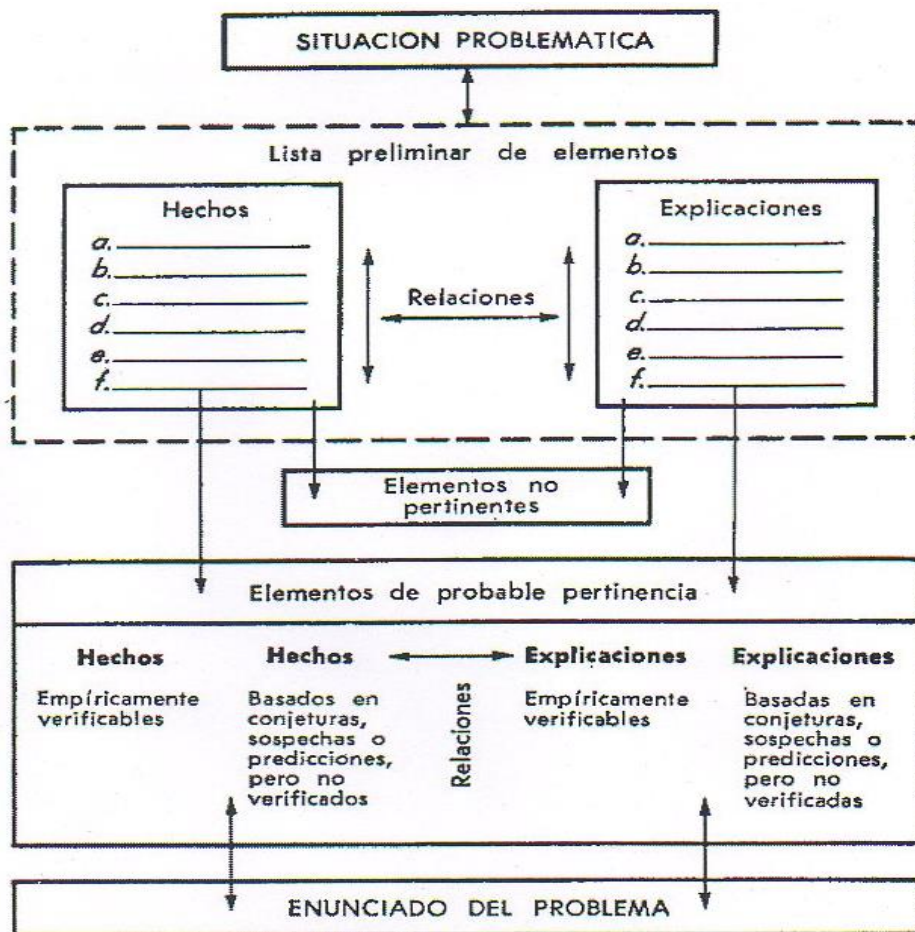 SITUACION PROBLEMATICA
Lista preliminar de elementos
Hechos
a.
b.
c.
d.
e.
f.
Relaciones
Explicaciones
a.
b.
c.
d.
e.
f.
Elementos no
pertinentes
Elementos de probable pertinencia
Hechos
Empíricamente
verificables
Hechos
Basados en
conjeturas,
sospechas o
predicciones,
pero no
verificados
Relaciones
Explicaciones
Empíricamente
verificables
Explicaciones
Basadas en
conjeturas,
sospechas o
predicciones,
pero no
verificadas
ENUNCIADO DEL PROBLEMA